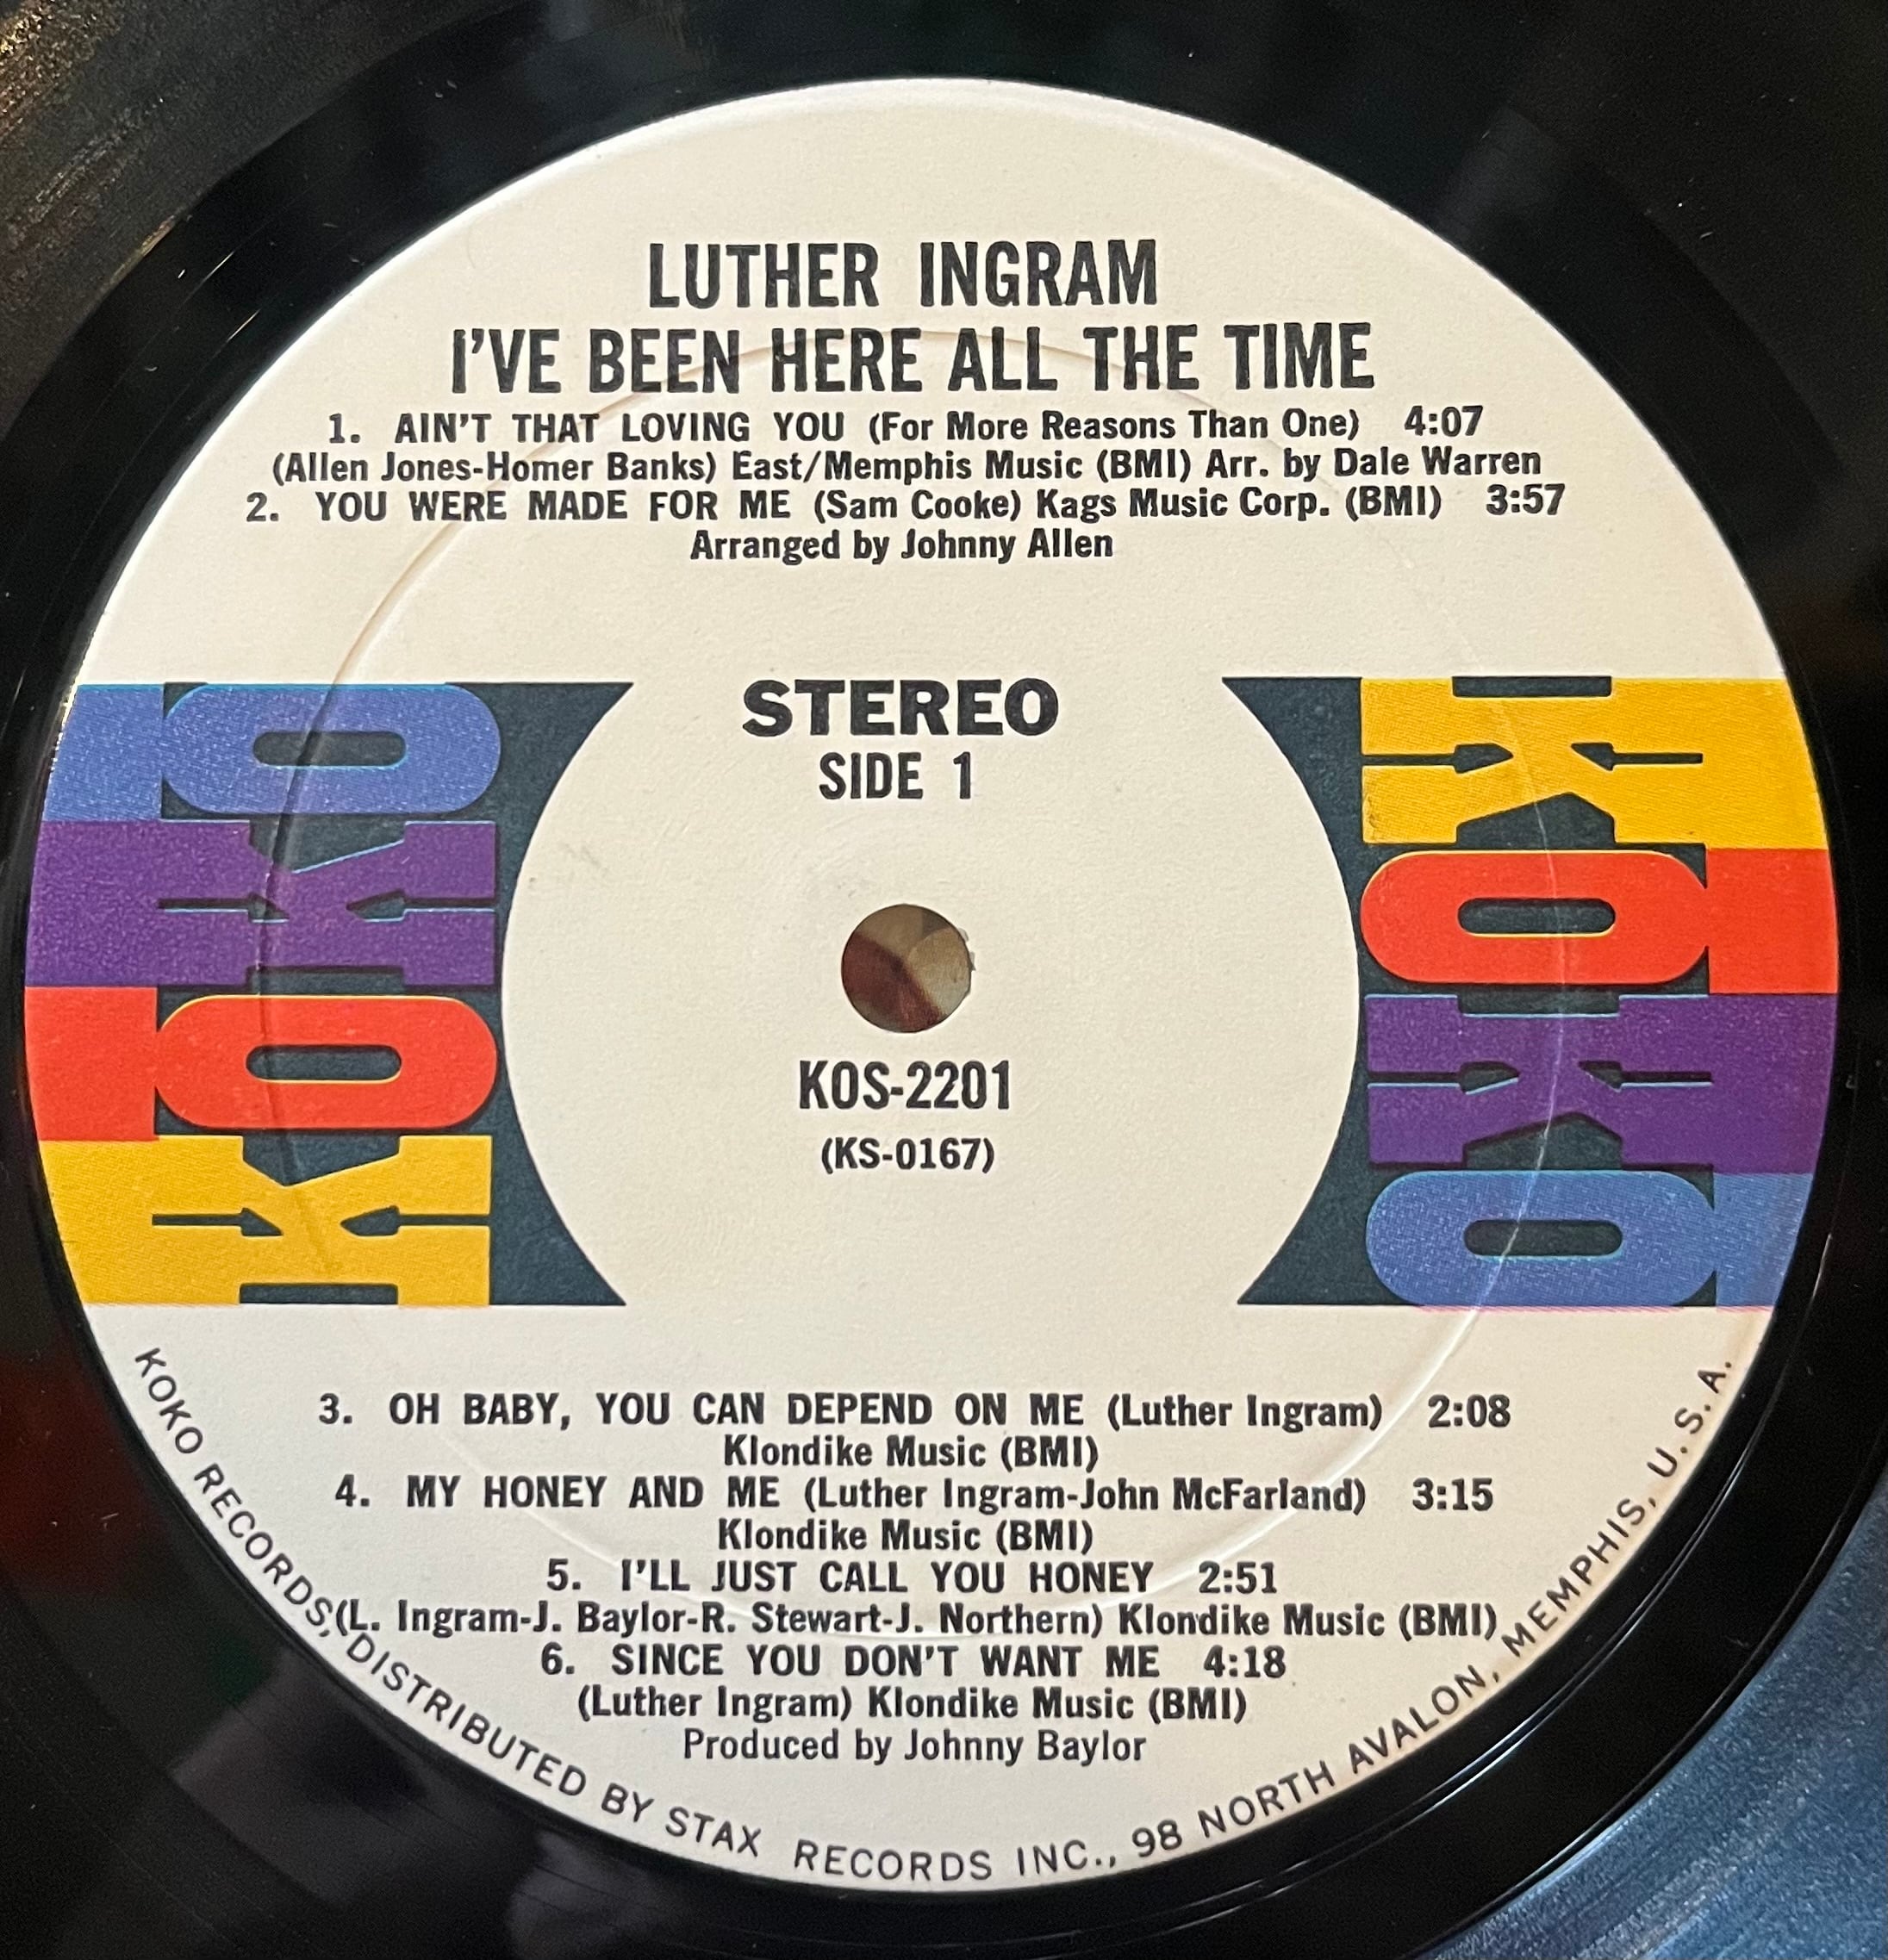 LUTHER INGRAM
I'VE BEEN HERE ALL THE TIME
1. AIN'T THAT LOVING YOU (For More Reasons Than One) 4:07
(Allen Jones-Homer Banks) East/Memphis Music (BMI) Arr. by Dale Warren
2. YOU WERE MADE FOR ME (Sam Cooke) Kags Music Corp. (BMI) 3:57
Arranged by Johnny Allen
KOKO
STEREO
SIDE 1
KOKO
KOS-2201
(KS-0167)
3. OH BABY, YOU CAN DEPEND ON ME (Luther Ingram) 2:08
Klondike Music (BMI)
4. MY HONEY AND ME (Luther Ingram-John McFarland) 3:15
Klondike Music (BMI)
5. I'LL JUST CALL YOU HONEY 2:51
(L. Ingram-J. Baylor-R. Stewart-J. Northern) Klondike Music (BMI)
6. SINCE YOU DON'T WANT ME 4:18
(Luther Ingram) Klondike Music (BMI)
Produced by Johnny Baylor
KOKO RECORDS, DISTRIBUTED BY STAX RECORDS INC., 98 NORTH AVALON, MEMPHIS, U.S.A.